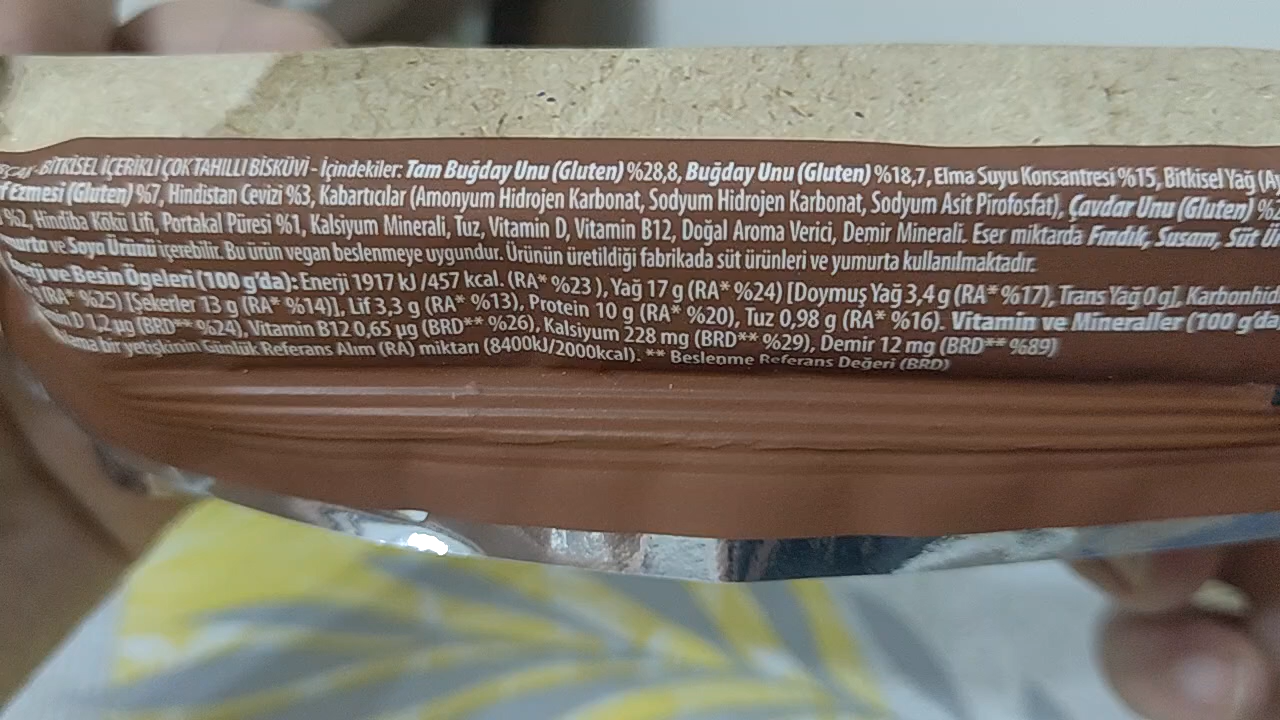 BİTKİSEL İÇERİKLİ ÇOK TAHILLI BİSKÜVİ - İçindekiler: Tam Buğday Unu (Gluten) %28,8, Buğday Unu (Gluten) %18,7, Elma Suyu Konsantresi %15, Bitkisel Yağ (Ay
Ezmesi (Gluten) %7, Hindistan Cevizi %3, Kabartıcılar (Amonyum Hidrojen Karbonat, Sodyum Hidrojen Karbonat, Sodyum Asit Pirofosfat), Çavdar Unu (Gluten) %2
%2, Hindiba Kökü Lifi, Portakal Püresi %1, Kalsiyum Minerali, Tuz, Vitamin D, Vitamin B12, Doğal Aroma Verici, Demir Minerali. Eser miktarda Fındık, Susam, Süt Ür
ve Soya Ürünü içerebilir. Bu ürün vegan beslenmeye uygundur. Ürünün üretildiği fabrikada süt ürünleri ve yumurta kullanılmaktadır.
ve Besin Ögeleri (100 g'da): Enerji 1917 kJ /457 kcal. (RA* %23 ), Yağ 17 g (RA* %24) [Doymuş Yağ 3,4 g (RA* %17), Trans Yağ 0 g], Karbonhid
(RA* %25) [Şekerler 13 g (RA* %14)], Lif 3,3 g (RA* %13), Protein 10 g (RA* %20), Tuz 0,98 g (RA* %16). Vitamin ve Mineraller (100 g'da
D 1,2 µg (BRD** %24), Vitamin B12 0,65 µg (BRD** %26), Kalsiyum 228 mg (BRD** %29), Demir 12 mg (BRD** %89)
bir yetişkinin Günlük Referans Alım (RA) miktarı (8400kJ/2000kcal). ** Beslenme Referans Değeri (BRD)